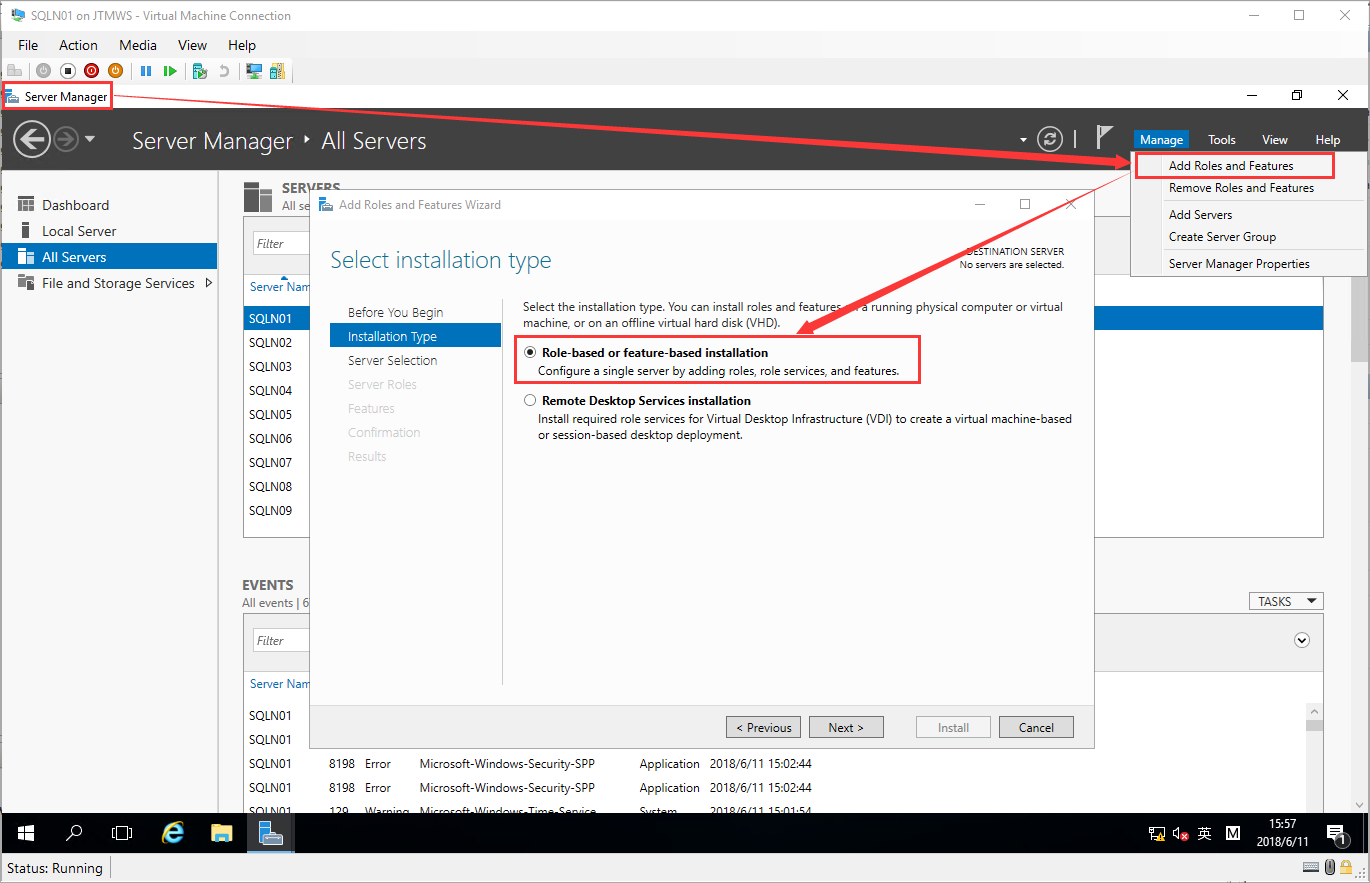 SQLN01 on JTMWS - Virtual Machine Connection
File Action Media View Help
Server Manager
Server Manager ‣ All Servers
Manage Tools View Help
Add Roles and Features
Remove Roles and Features
Add Servers
Create Server Group
Server Manager Properties
Dashboard
Local Server
All Servers
File and Storage Services
SERVERS
All se
Filter
Server Nam
SQLN01
SQLN02
SQLN03
SQLN04
SQLN05
SQLN06
SQLN07
SQLN08
SQLN09
Add Roles and Features Wizard
Select installation type
DESTINATION SERVER
No servers are selected.
Before You Begin
Installation Type
Server Selection
Server Roles
Features
Confirmation
Results
Select the installation type. You can install roles and features a running physical computer or virtual
machine, or on an offline virtual hard disk (VHD).
Role-based or feature-based installation
Configure a single server by adding roles, role services, and features.
Remote Desktop Services installation
Install required role services for Virtual Desktop Infrastructure (VDI) to create a virtual machine-based
or session-based desktop deployment.
< Previous Next > Install Cancel
EVENTS
All events | 6
TASKS
Filter
Server Nam
SQLN01
SQLN01
SQLN01 8198 Error Microsoft-Windows-Security-SPP Application 2018/6/11 15:02:44
SQLN01 8198 Error Microsoft-Windows-Security-SPP Application 2018/6/11 15:02:44
SQLN01 129 Warning Microsoft-Windows-Time-Service System 2018/6/11 15:01:54
英 M
15:57
2018/6/11
1
Status: Running